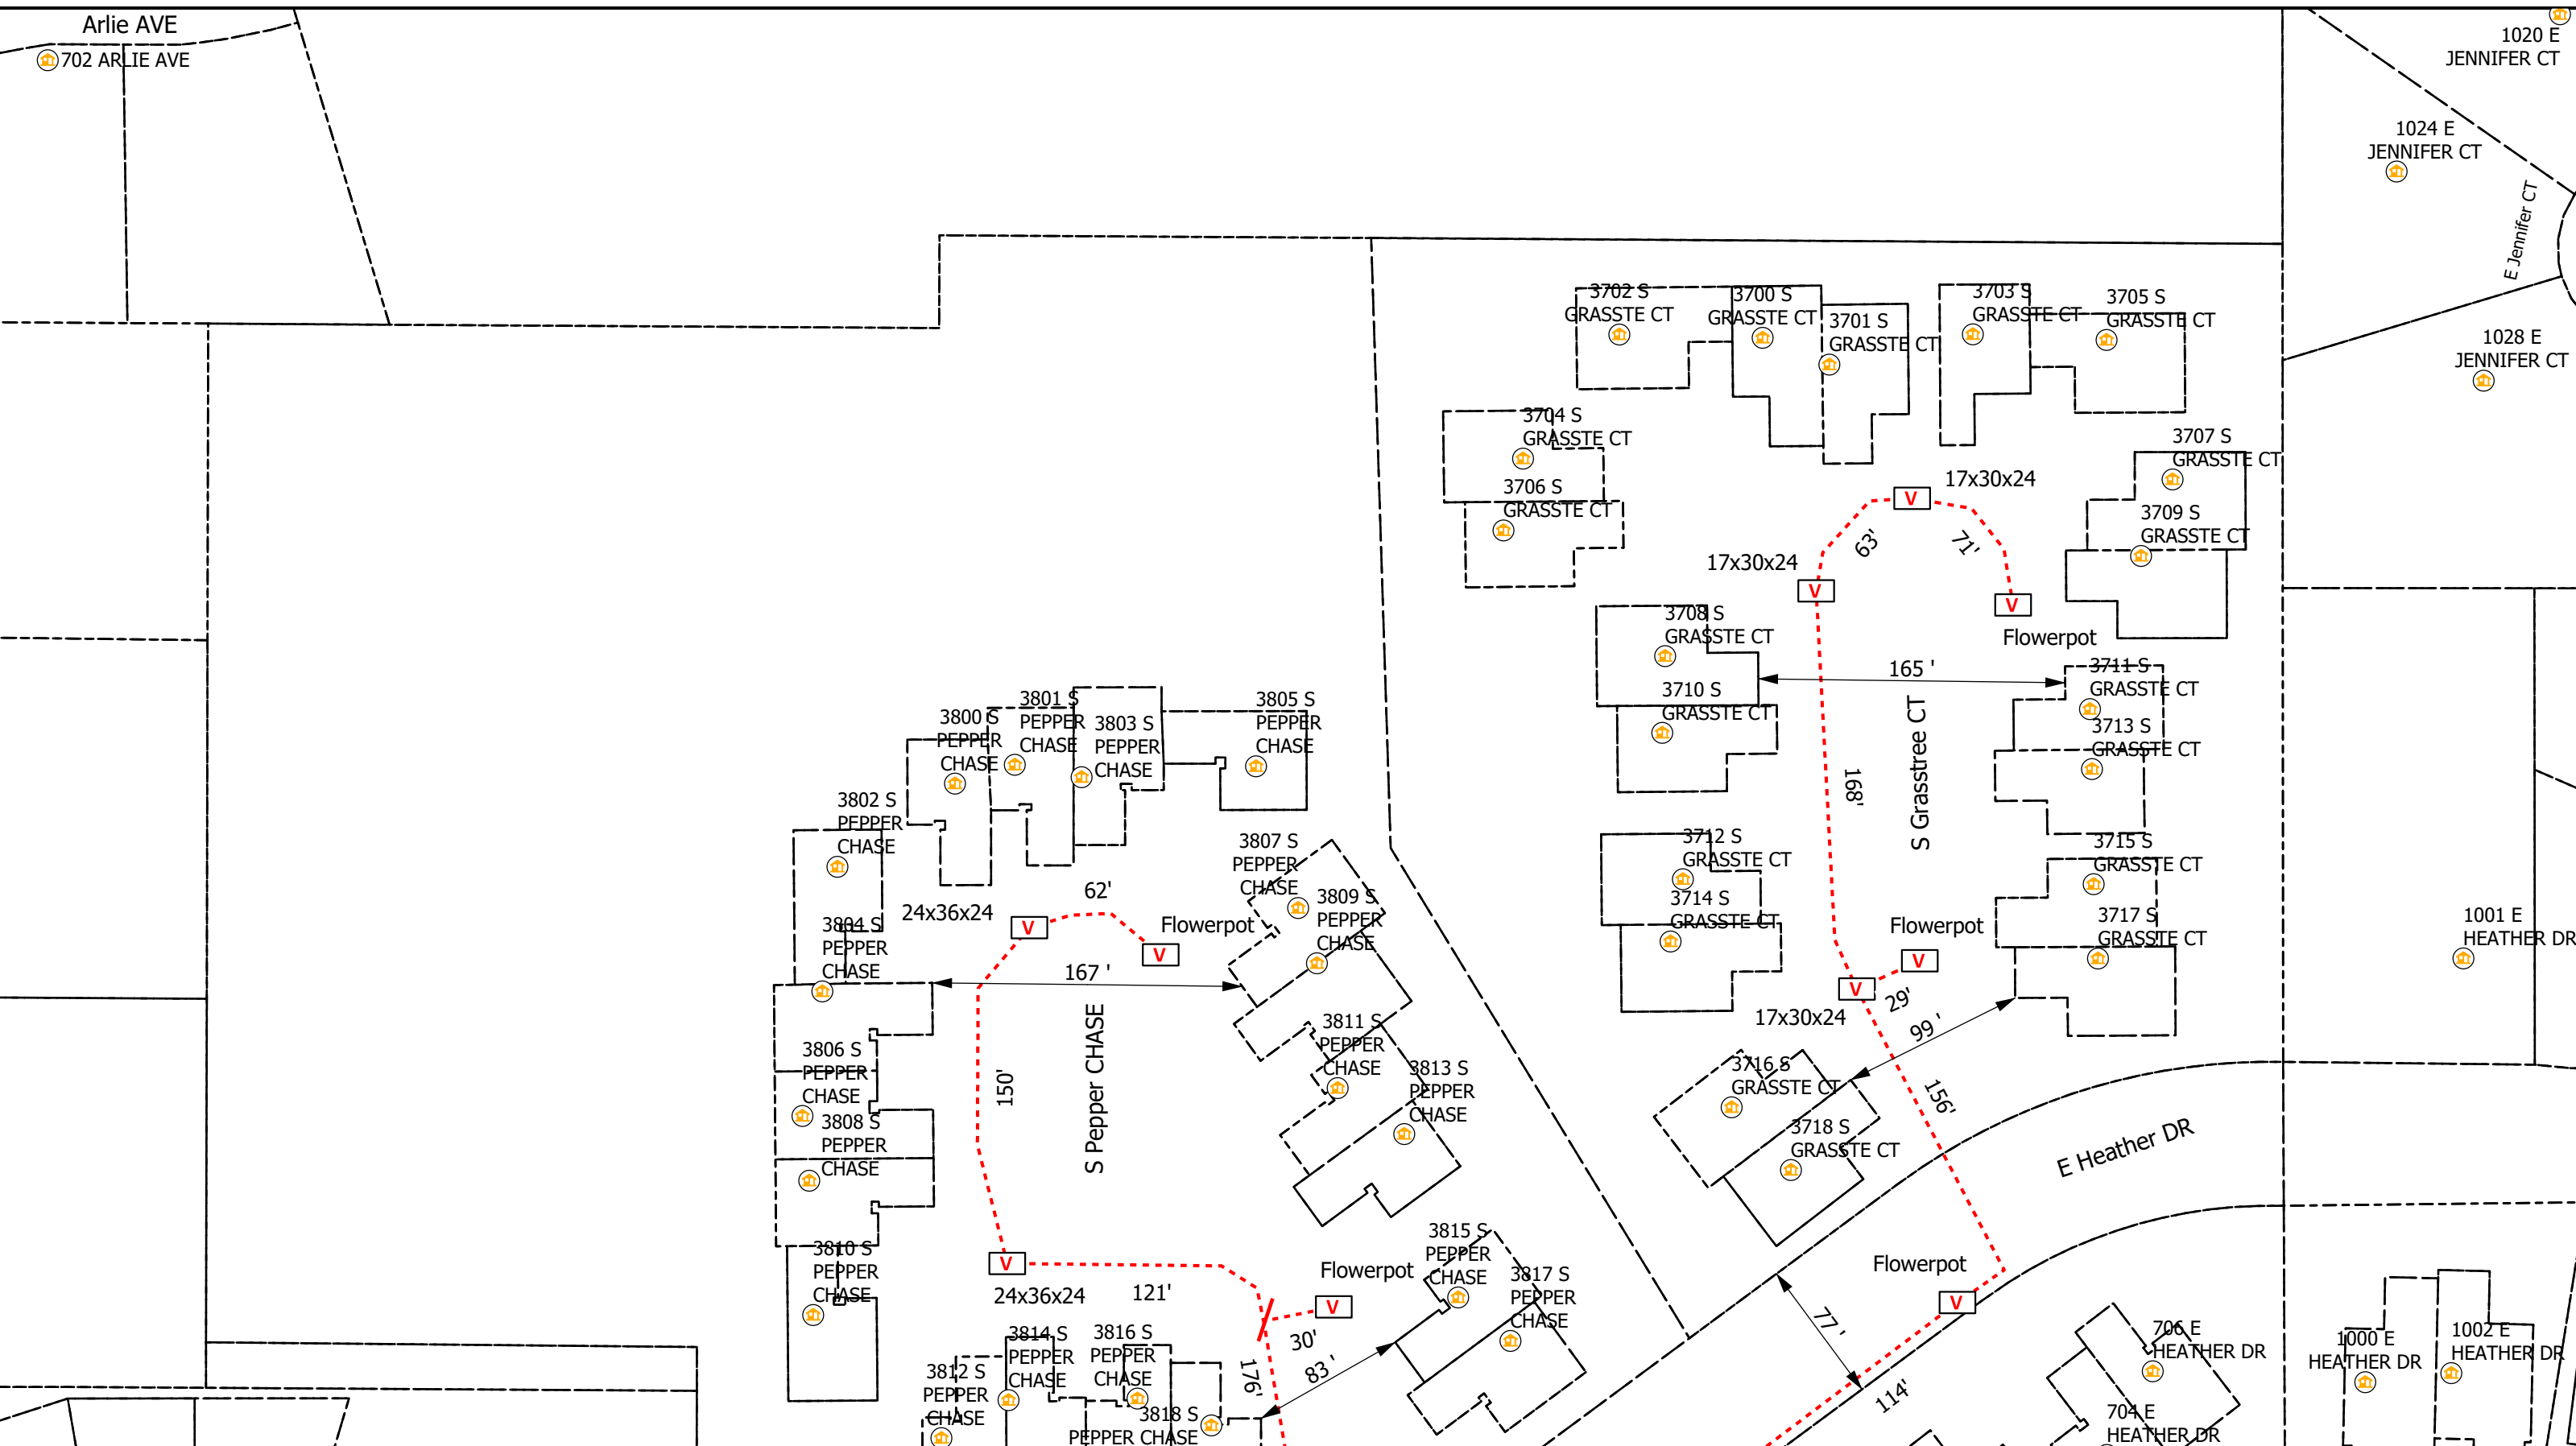 Arlie AVE
702 ARLIE AVE
1020 E
JENNIFER CT
1024 E
JENNIFER CT
E Jennifer CT
1028 E
JENNIFER CT
3702 S
GRASSTE CT
3700 S
GRASSTE CT
3701 S
GRASSTE CT
3703 S
GRASSTE CT
3705 S
GRASSTE CT
3704 S
GRASSTE CT
3706 S
GRASSTE CT
3707 S
GRASSTE CT
3709 S
GRASSTE CT
17x30x24
V
63'
71'
17x30x24
V
V
Flowerpot
3708 S
GRASSTE CT
3710 S
GRASSTE CT
165 '
3711 S
GRASSTE CT
3713 S
GRASSTE CT
S Grasstree CT
168'
3712 S
GRASSTE CT
3714 S
GRASSTE CT
3715 S
GRASSTE CT
3717 S
GRASSTE CT
Flowerpot
V
V
29'
17x30x24
99 '
156'
3716 S
GRASSTE CT
3718 S
GRASSTE CT
1001 E
HEATHER DR
E Heather DR
3800 S
PEPPER
CHASE
3801 S
PEPPER
CHASE
3803 S
PEPPER
CHASE
3805 S
PEPPER
CHASE
3802 S
PEPPER
CHASE
3804 S
PEPPER
CHASE
3807 S
PEPPER
CHASE
3809 S
PEPPER
CHASE
24x36x24
62'
V
Flowerpot
V
167 '
3806 S
PEPPER
CHASE
3808 S
PEPPER
CHASE
150'
S Pepper CHASE
3811 S
PEPPER
CHASE
3813 S
PEPPER
CHASE
3810 S
PEPPER
CHASE
V
24x36x24
121'
Flowerpot
V
30'
83 '
176'
3815 S
PEPPER
CHASE
3817 S
PEPPER
CHASE
3812 S
PEPPER
CHASE
3814 S
PEPPER
CHASE
3816 S
PEPPER
CHASE
3818 S
PEPPER CHASE
Flowerpot
V
77 '
114'
706 E
HEATHER DR
704 E
HEATHER DR
1000 E
HEATHER DR
1002 E
HEATHER DR